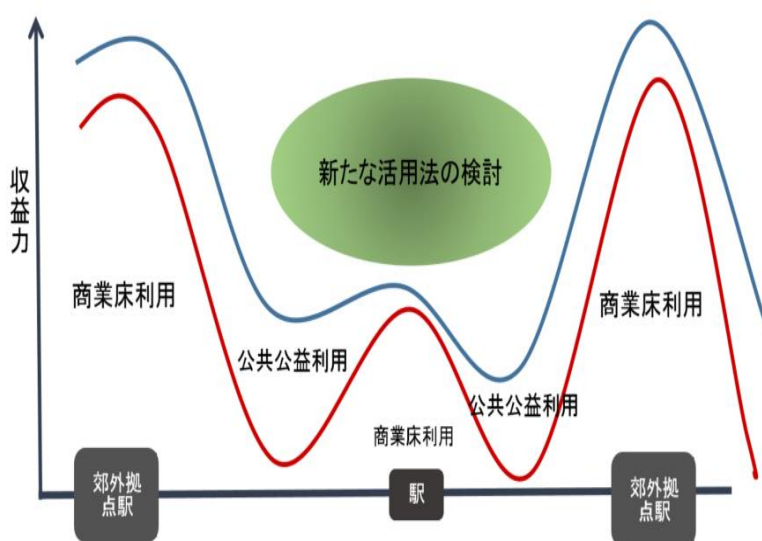 新たな活用法の検討
収益力
商業床利用
商業床利用
公共公益利用
公共公益利用
商業床利用
郊外拠
点駅
駅
郊外拠
点駅